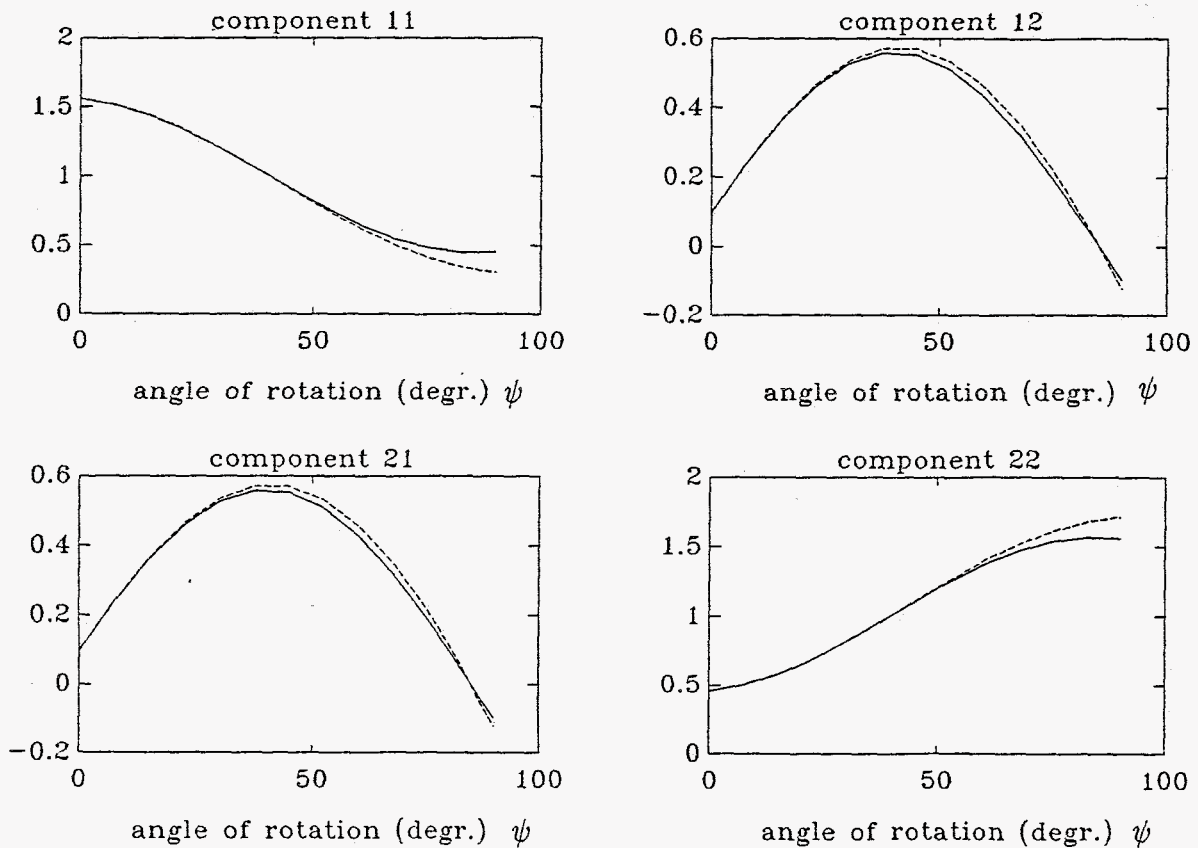 component 11
2
1.5
1
0.5
0
0 50 100
angle of rotation (degr.) ψ
component 12
0.6
0.4
0.2
0
−0.2
0 50 100
angle of rotation (degr.) ψ
component 21
0.6
0.4
0.2
0
−0.2
0 50 100
angle of rotation (degr.) ψ
component 22
2
1.5
1
0.5
0
0 50 100
angle of rotation (degr.) ψ